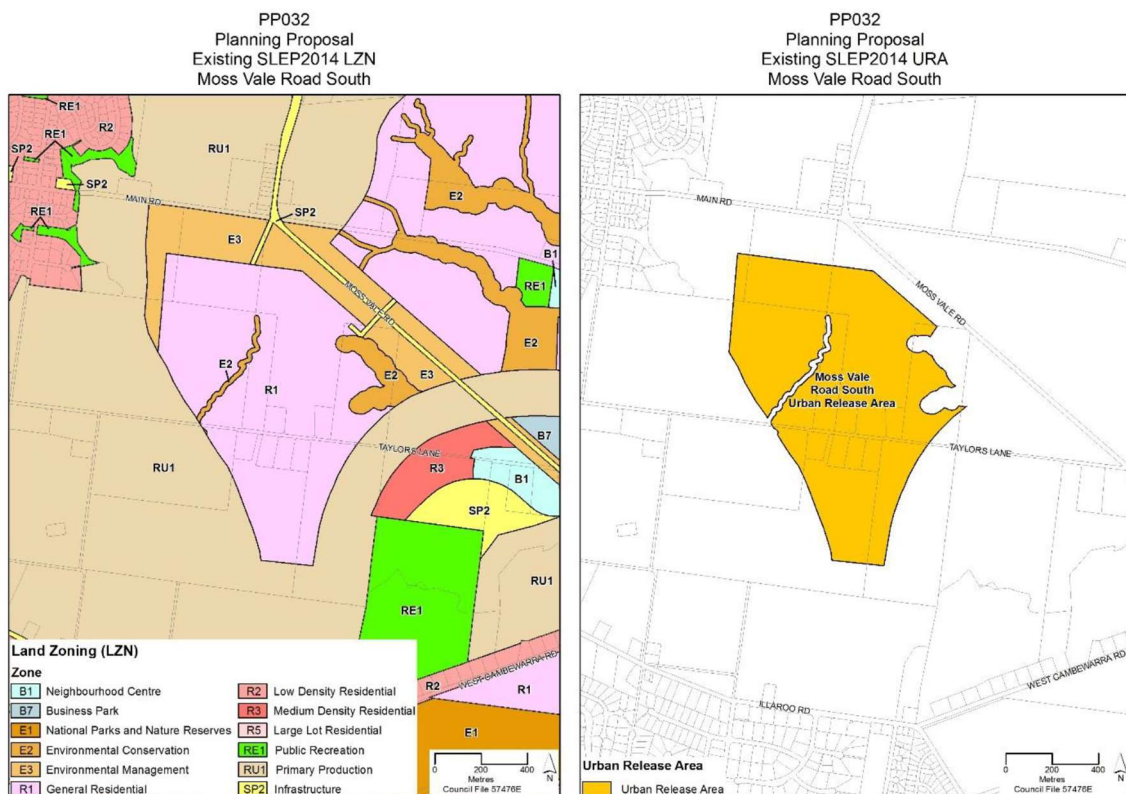 PP032
Planning Proposal
Existing SLEP2014 LZN
Moss Vale Road South
RE1
RE1
R2
SP2
SP2
RE1
RU1
MAIN RD
SP2
E3
E2
B1
RE1
MOSS VALE RD
E2
E2
R1
E2
E3
B7
TAYLORS LANE
R3
B1
RU1
SP2
RE1
RU1
R2
WEST CAMBEWARRA RD
R1
E1
Land Zoning (LZN)
Zone
B1 Neighbourhood Centre
B7 Business Park
E1 National Parks and Nature Reserves
E2 Environmental Conservation
E3 Environmental Management
R1 General Residential
R2 Low Density Residential
R3 Medium Density Residential
R5 Large Lot Residential
RE1 Public Recreation
RU1 Primary Production
SP2 Infrastructure
0 200 400
Metres
Council File 57476E
N
PP032
Planning Proposal
Existing SLEP2014 URA
Moss Vale Road South
MAIN RD
MOSS VALE RD
Moss Vale
Road South
Urban Release Area
TAYLORS LANE
WEST CAMBEWARRA RD
ILLAROO RD
Urban Release Area
Urban Release Area
0 200 400
Metres
Council File 57476E
N